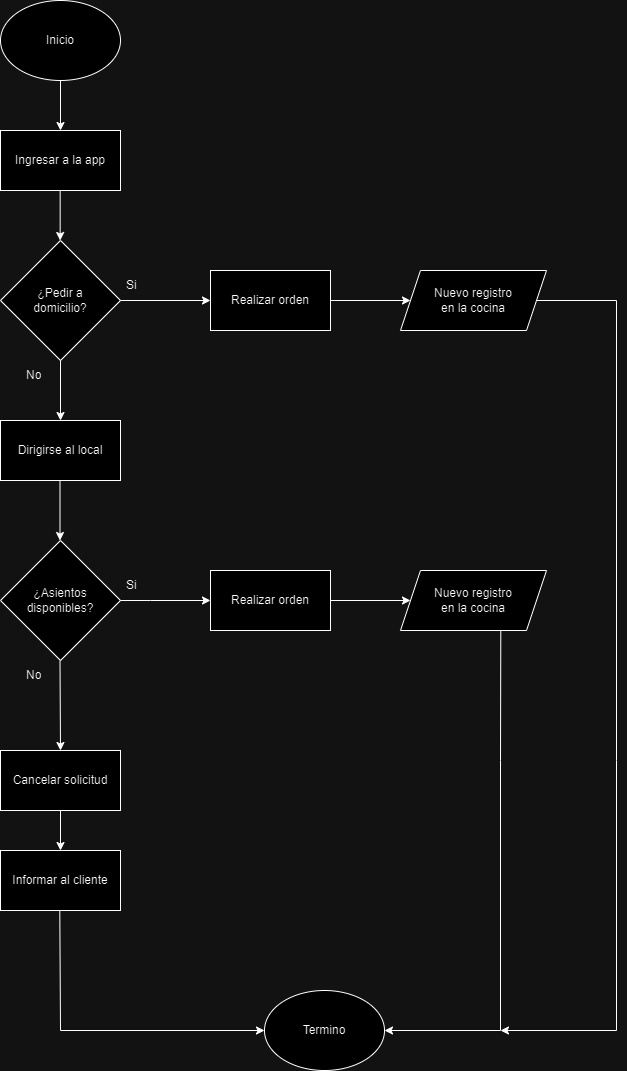 Inicio
Ingresar a la app
¿Pedir a
domicilio?
Si
Realizar orden
Nuevo registro
en la cocina
No
Dirigirse al local
¿Asientos
disponibles?
Si
Realizar orden
Nuevo registro
en la cocina
No
Cancelar solicitud
Informar al cliente
Termino